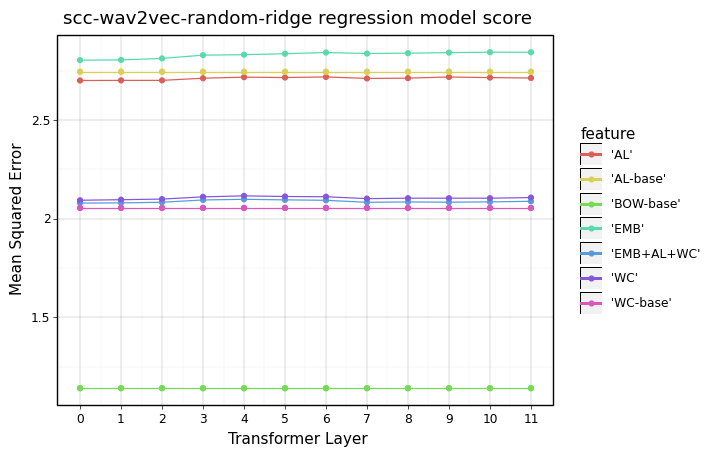 scc-wav2vec-random-ridge regression model score
Mean Squared Error
2.5
2
1.5
0 1 2 3 4 5 6 7 8 9 10 11
Transformer Layer
feature
'AL'
'AL-base'
'BOW-base'
'EMB'
'EMB+AL+WC'
'WC'
'WC-base'